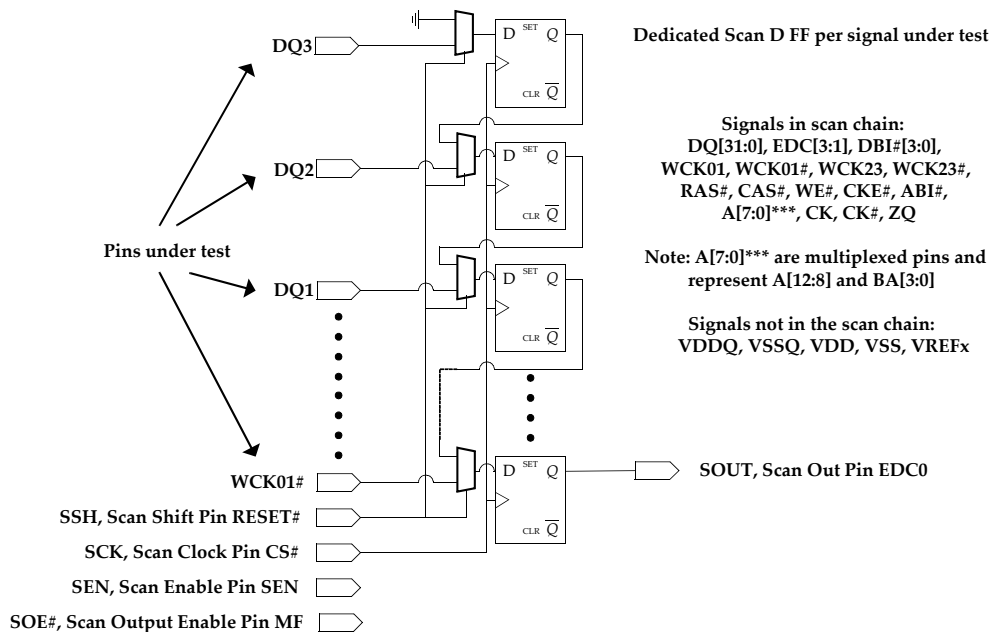 DQ3
D SET Q
CLR Q
Dedicated Scan D FF per signal under test
DQ2
D SET Q
CLR Q
Signals in scan chain:
DQ[31:0], EDC[3:1], DBI#[3:0],
WCK01, WCK01#, WCK23, WCK23#,
RAS#, CAS#, WE#, CKE#, ABI#,
A[7:0]***, CK, CK#, ZQ
Pins under test
Note: A[7:0]*** are multiplexed pins and
represent A[12:8] and BA[3:0]
DQ1
D SET Q
CLR Q
Signals not in the scan chain:
VDDQ, VSSQ, VDD, VSS, VREFx
WCK01#
D SET Q
CLR Q
SOUT, Scan Out Pin EDC0
SSH, Scan Shift Pin RESET#
SCK, Scan Clock Pin CS#
SEN, Scan Enable Pin SEN
SOE#, Scan Output Enable Pin MF